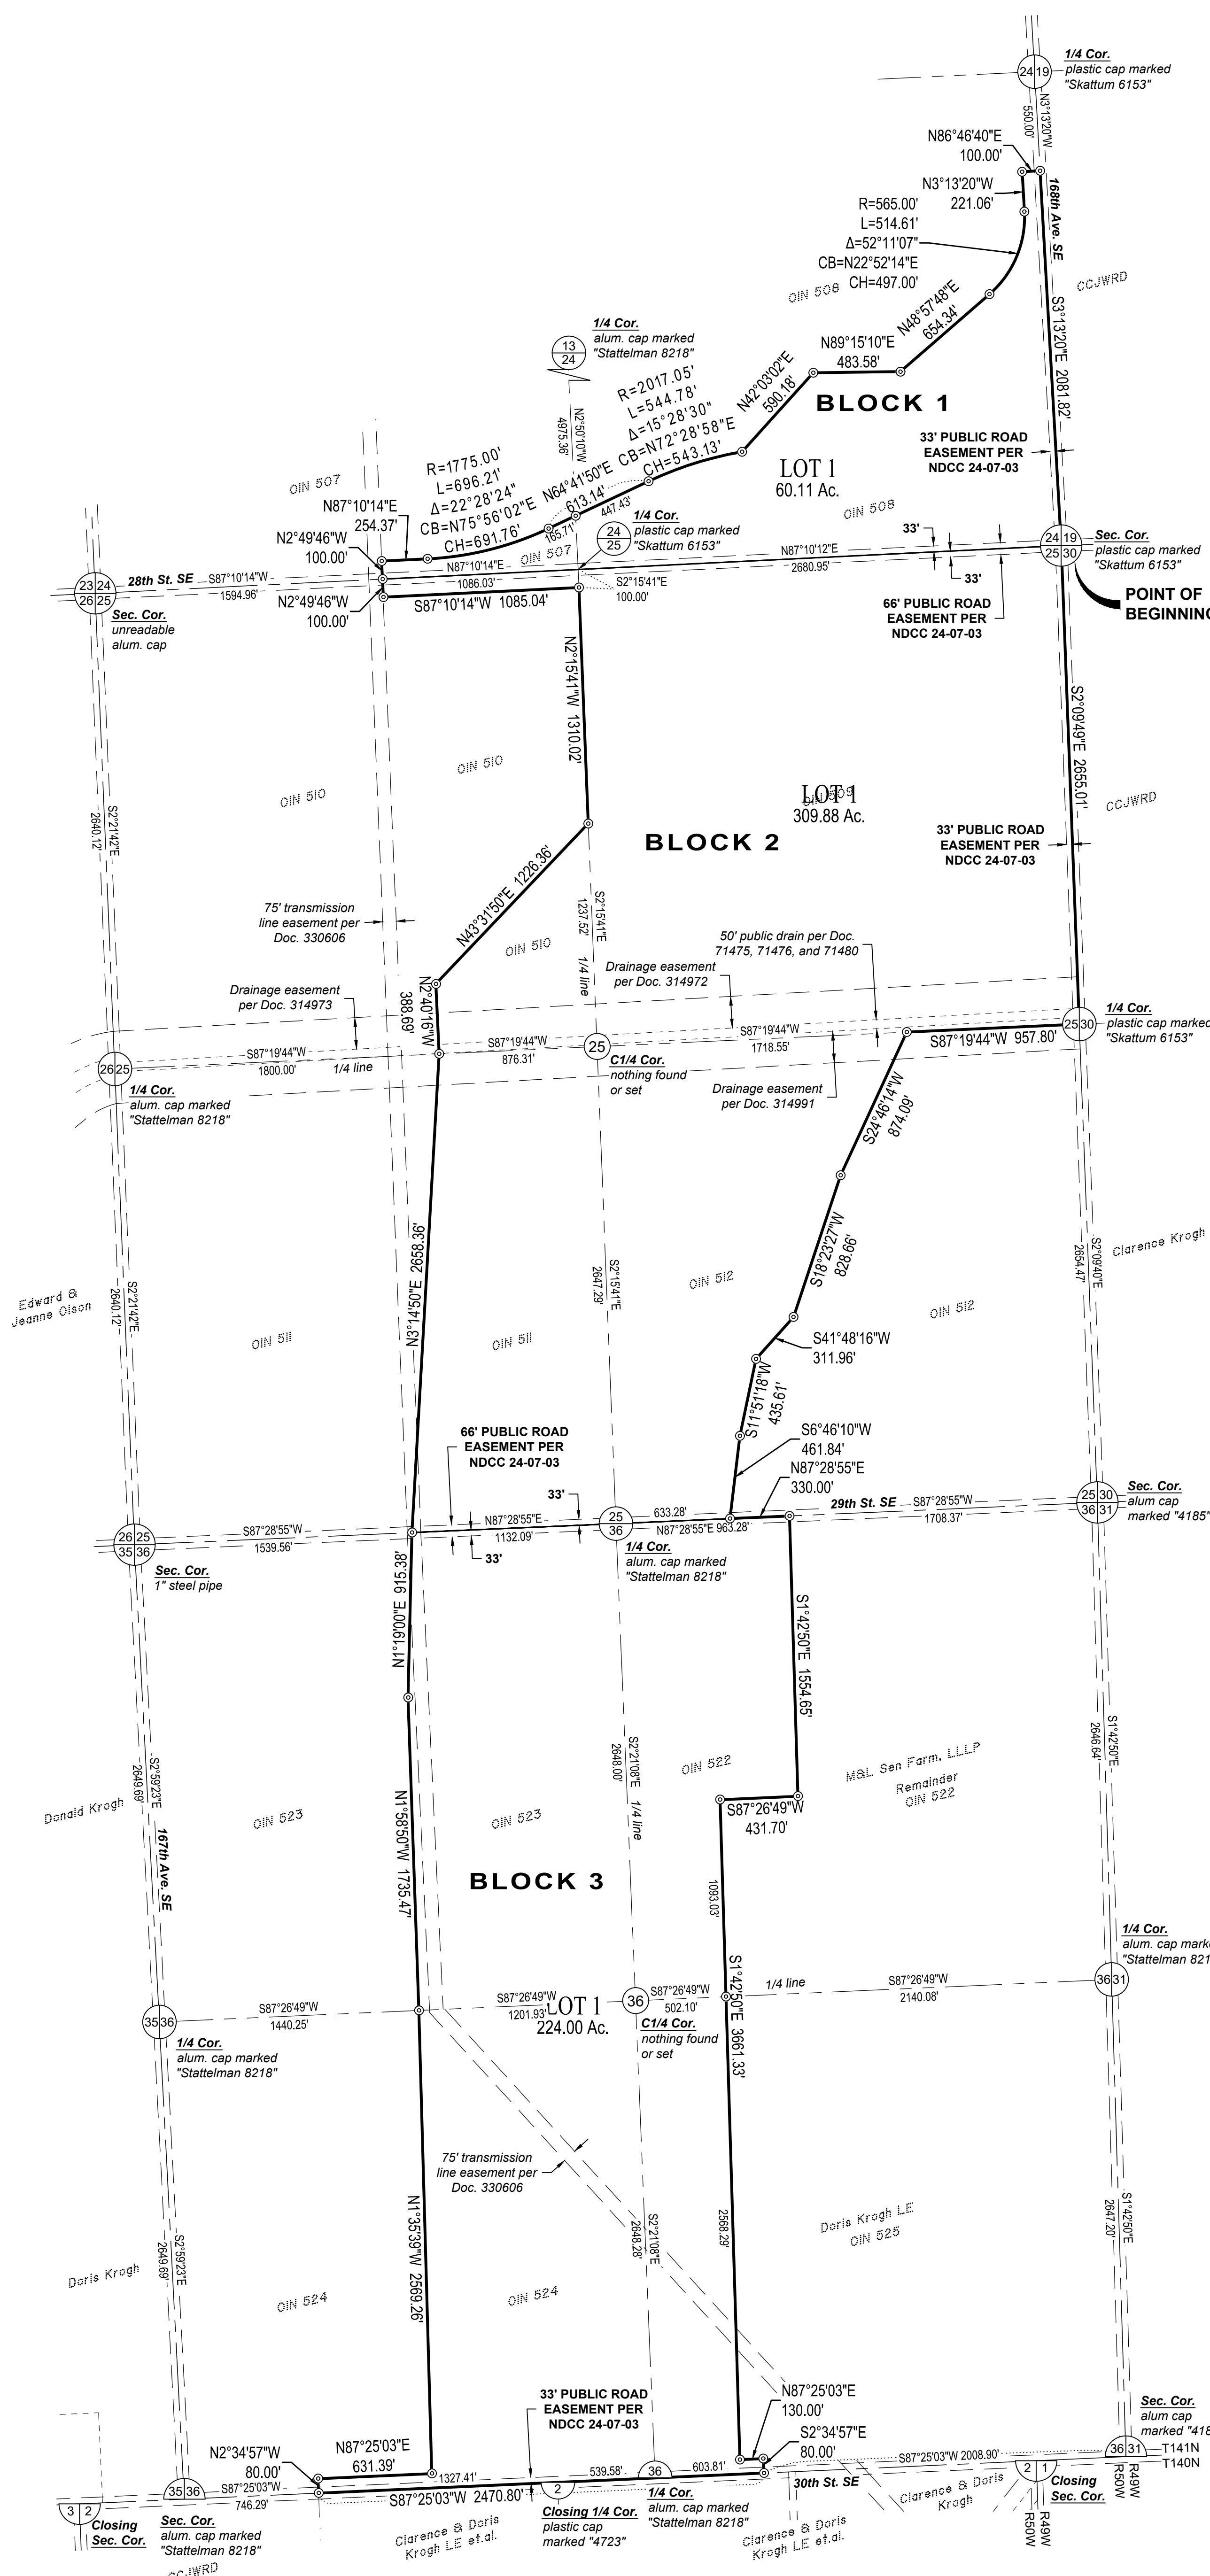 1/4 Cor.
plastic cap marked
"Skattum 6153"
24 19
N3°13'20"W
550.00'
N86°46'40"E
100.00'
N3°13'20"W
221.06'
168th Ave. SE
R=565.00'
L=514.61'
Δ=52°11'07"
CB=N22°52'14"E
CH=497.00'
OIN 508
CCJWRD
S3°13'20"E 2081.82'
N48°57'48"E
654.34'
N89°15'10"E
483.58'
1/4 Cor.
alum. cap marked
"Stattelman 8218"
13
24
N2°50'10"W
4975.36'
N42°03'02"E
590.18'
BLOCK 1
R=2017.05'
L=544.78'
Δ=15°28'30"
CB=N72°28'58"E
CH=543.13'
33' PUBLIC ROAD
EASEMENT PER
NDCC 24-07-03
R=1775.00'
L=696.21'
Δ=22°28'24"
CB=N75°56'02"E
CH=691.76'
N64°41'50"E
613.14'
447.43'
165.71'
LOT 1
60.11 Ac.
OIN 507
OIN 508
N87°10'14"E
254.37'
1/4 Cor.
plastic cap marked
"Skattum 6153"
24
25
N2°49'46"W
100.00'
OIN 507
33'
24 19
25 30
Sec. Cor.
plastic cap marked
"Skattum 6153"
N87°10'12"E
2680.95'
33'
N87°10'14"E
1086.03'
28th St. SE
S87°10'14"W
1594.96'
23 24
26 25
Sec. Cor.
unreadable
alum. cap
N2°49'46"W
100.00'
S87°10'14"W 1085.04'
S2°15'41"E
100.00'
66' PUBLIC ROAD
EASEMENT PER
NDCC 24-07-03
POINT OF
BEGINNING
N2°15'41"W 1310.02'
S2°09'49"E 2655.01'
OIN 510
OIN 510
OIN 509
LOT 1
309.88 Ac.
CCJWRD
S2°21'42"E
2640.12'
BLOCK 2
33' PUBLIC ROAD
EASEMENT PER
NDCC 24-07-03
N43°31'50"E 1226.36'
75' transmission
line easement per
Doc. 330606
OIN 510
S2°15'41"E
1237.52'
1/4 line
50' public drain per Doc.
71475, 71476, and 71480
Drainage easement
per Doc. 314973
N2°40'16"W
388.69'
Drainage easement
per Doc. 314972
1/4 Cor.
plastic cap marked
"Skattum 6153"
25 30
S87°19'44"W 957.80'
S87°19'44"W
1718.55'
25
S87°19'44"W
876.31'
S87°19'44"W
1800.00'
1/4 line
26 25
C1/4 Cor.
nothing found
or set
1/4 Cor.
alum. cap marked
"Stattelman 8218"
Drainage easement
per Doc. 314991
S24°46'14"W
874.09'
S18°23'27"W
828.66'
S2°09'40"E
2654.47'
Clarence Krogh
OIN 512
OIN 512
S2°15'41"E
2647.29'
N3°14'50"E 2658.36'
Edward &
Jeanne Olson
S2°21'42"E
2640.12'
OIN 511
OIN 511
S41°48'16"W
311.96'
S11°51'18"W
435.61'
S6°46'10"W
461.84'
66' PUBLIC ROAD
EASEMENT PER
NDCC 24-07-03
N87°28'55"E
330.00'
33'
29th St. SE
S87°28'55"W
1708.37'
25 30
36 31
Sec. Cor.
alum cap
marked "4185"
633.28'
N87°28'55"E 963.28'
25
36
1/4 Cor.
alum. cap marked
"Stattelman 8218"
N87°28'55"E
1132.09'
33'
S87°28'55"W
1539.56'
26 25
35 36
Sec. Cor.
1" steel pipe
N1°19'00"E 915.38'
S1°42'50"E 1554.65'
S1°42'50"E
2646.64'
S2°21'08"E
2648.00'
1/4 line
OIN 522
M&L Sen Farm, LLLP
Remainder
OIN 522
S87°26'49"W
431.70'
N1°58'50"W 1735.47'
Donald Krogh
S2°59'23"E
2649.69'
167th Ave. SE
OIN 523
OIN 523
BLOCK 3
1093.03'
S1°42'50"E 3661.33'
1/4 Cor.
alum. cap
"Stattelman
36 31
1/4 line
S87°26'49"W
2140.08'
S87°26'49"W
502.10'
36
C1/4 Cor.
nothing found
or set
S87°26'49"W
1201.93'
LOT 1
224.00 Ac.
S87°26'49"W
1440.25'
35 36
1/4 Cor.
alum. cap marked
"Stattelman 8218"
75' transmission
line easement per
Doc. 330606
2568.29'
S2°21'08"E
2648.28'
N1°35'39"W 2569.26'
S1°42'50"E
2647.20'
Doris Krogh LE
OIN 525
Doris Krogh
S2°59'23"E
2649.69'
OIN 524
OIN 524
N87°25'03"E
130.00'
S2°34'57"E
80.00'
33' PUBLIC ROAD
EASEMENT PER
NDCC 24-07-03
N87°25'03"E
631.39'
N2°34'57"W
80.00'
Sec. Cor.
alum cap
marked
36 31
T141N
T140N
R50W
R49W
S87°25'03"W 2008.90'
2 1
Closing
Sec. Cor.
R50W
R49W
30th St. SE
603.81'
36
539.58'
1327.41'
S87°25'03"W 2470.80'
2
Closing 1/4 Cor.
plastic cap
marked "4723"
1/4 Cor.
alum. cap marked
"Stattelman 8218"
S87°25'03"W
746.29'
35 36
Sec. Cor.
alum. cap marked
"Stattelman 8218"
3 2
Closing
Sec. Cor.
Clarence & Doris
Krogh LE et.al.
Clarence & Doris
Krogh LE et.al.
Clarence & Doris
Krogh
CCJWRD